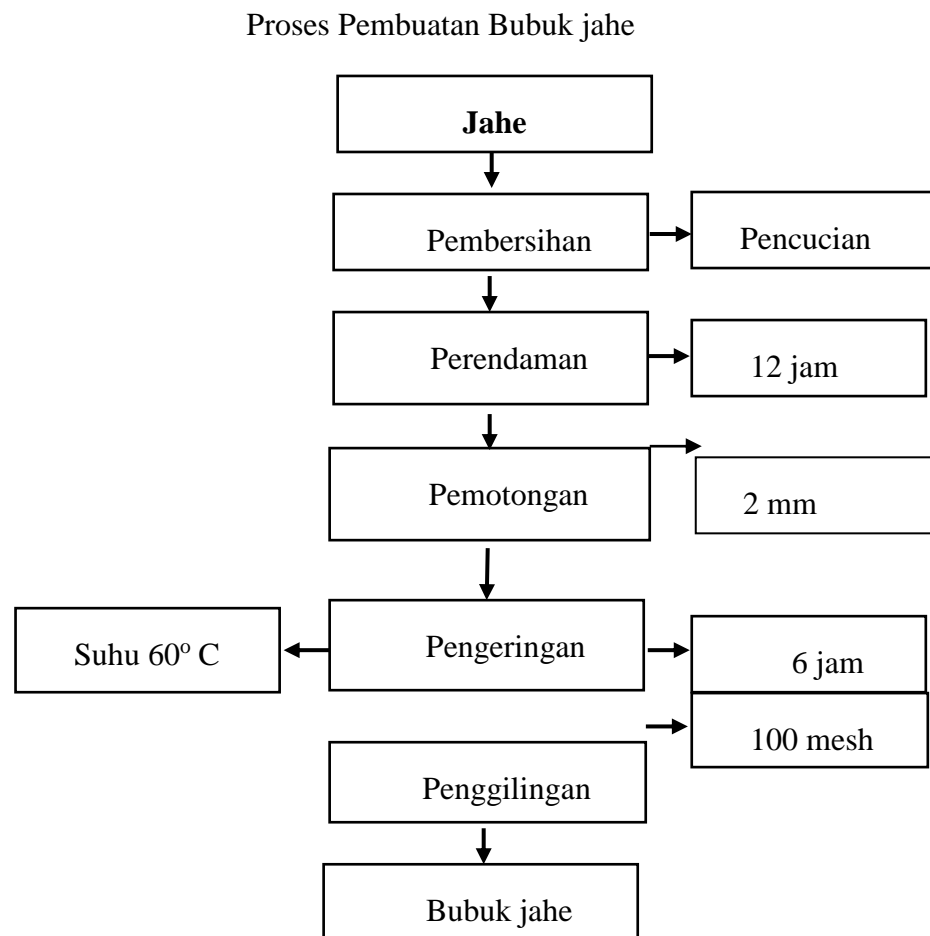 Proses Pembuatan Bubuk jahe
Jahe
Pembersihan
Pencucian
Perendaman
12 jam
Pemotongan
2 mm
Suhu 60º C
Pengeringan
6 jam
100 mesh
Penggilingan
Bubuk jahe